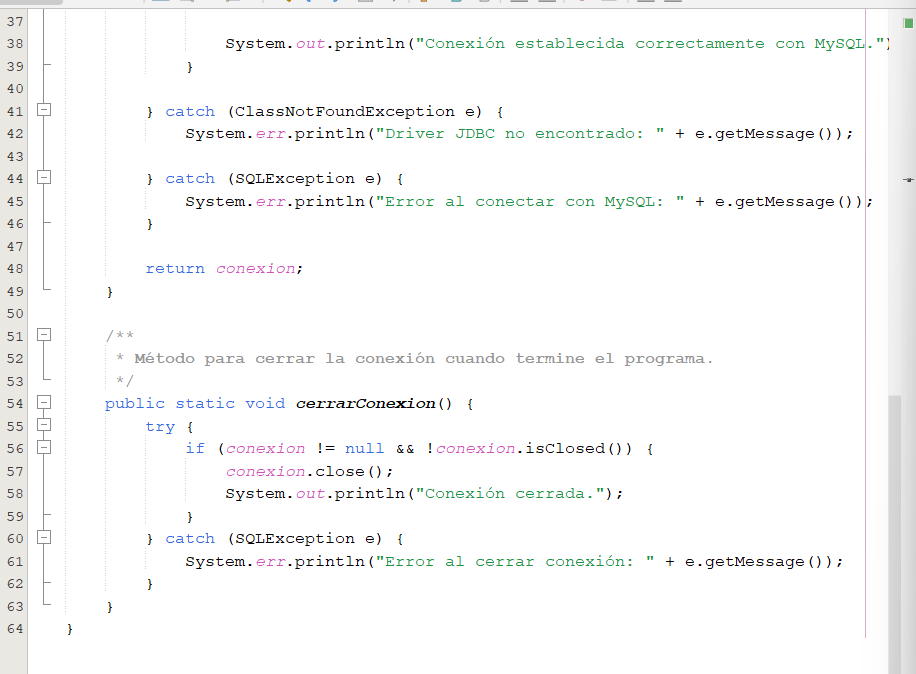 37
38 System.out.println("Conexión establecida correctamente con MySQL.")
39 }
40
41 } catch (ClassNotFoundException e) {
42 System.err.println("Driver JDBC no encontrado: " + e.getMessage());
43
44 } catch (SQLException e) {
45 System.err.println("Error al conectar con MySQL: " + e.getMessage());
46 }
47
48 return conexion;
49 }
50
51 /**
52 * Método para cerrar la conexión cuando termine el programa.
53 */
54 public static void cerrarConexion() {
55 try {
56 if (conexion != null && !conexion.isClosed()) {
57 conexion.close();
58 System.out.println("Conexión cerrada.");
59 }
60 } catch (SQLException e) {
61 System.err.println("Error al cerrar conexión: " + e.getMessage());
62 }
63 }
64 }